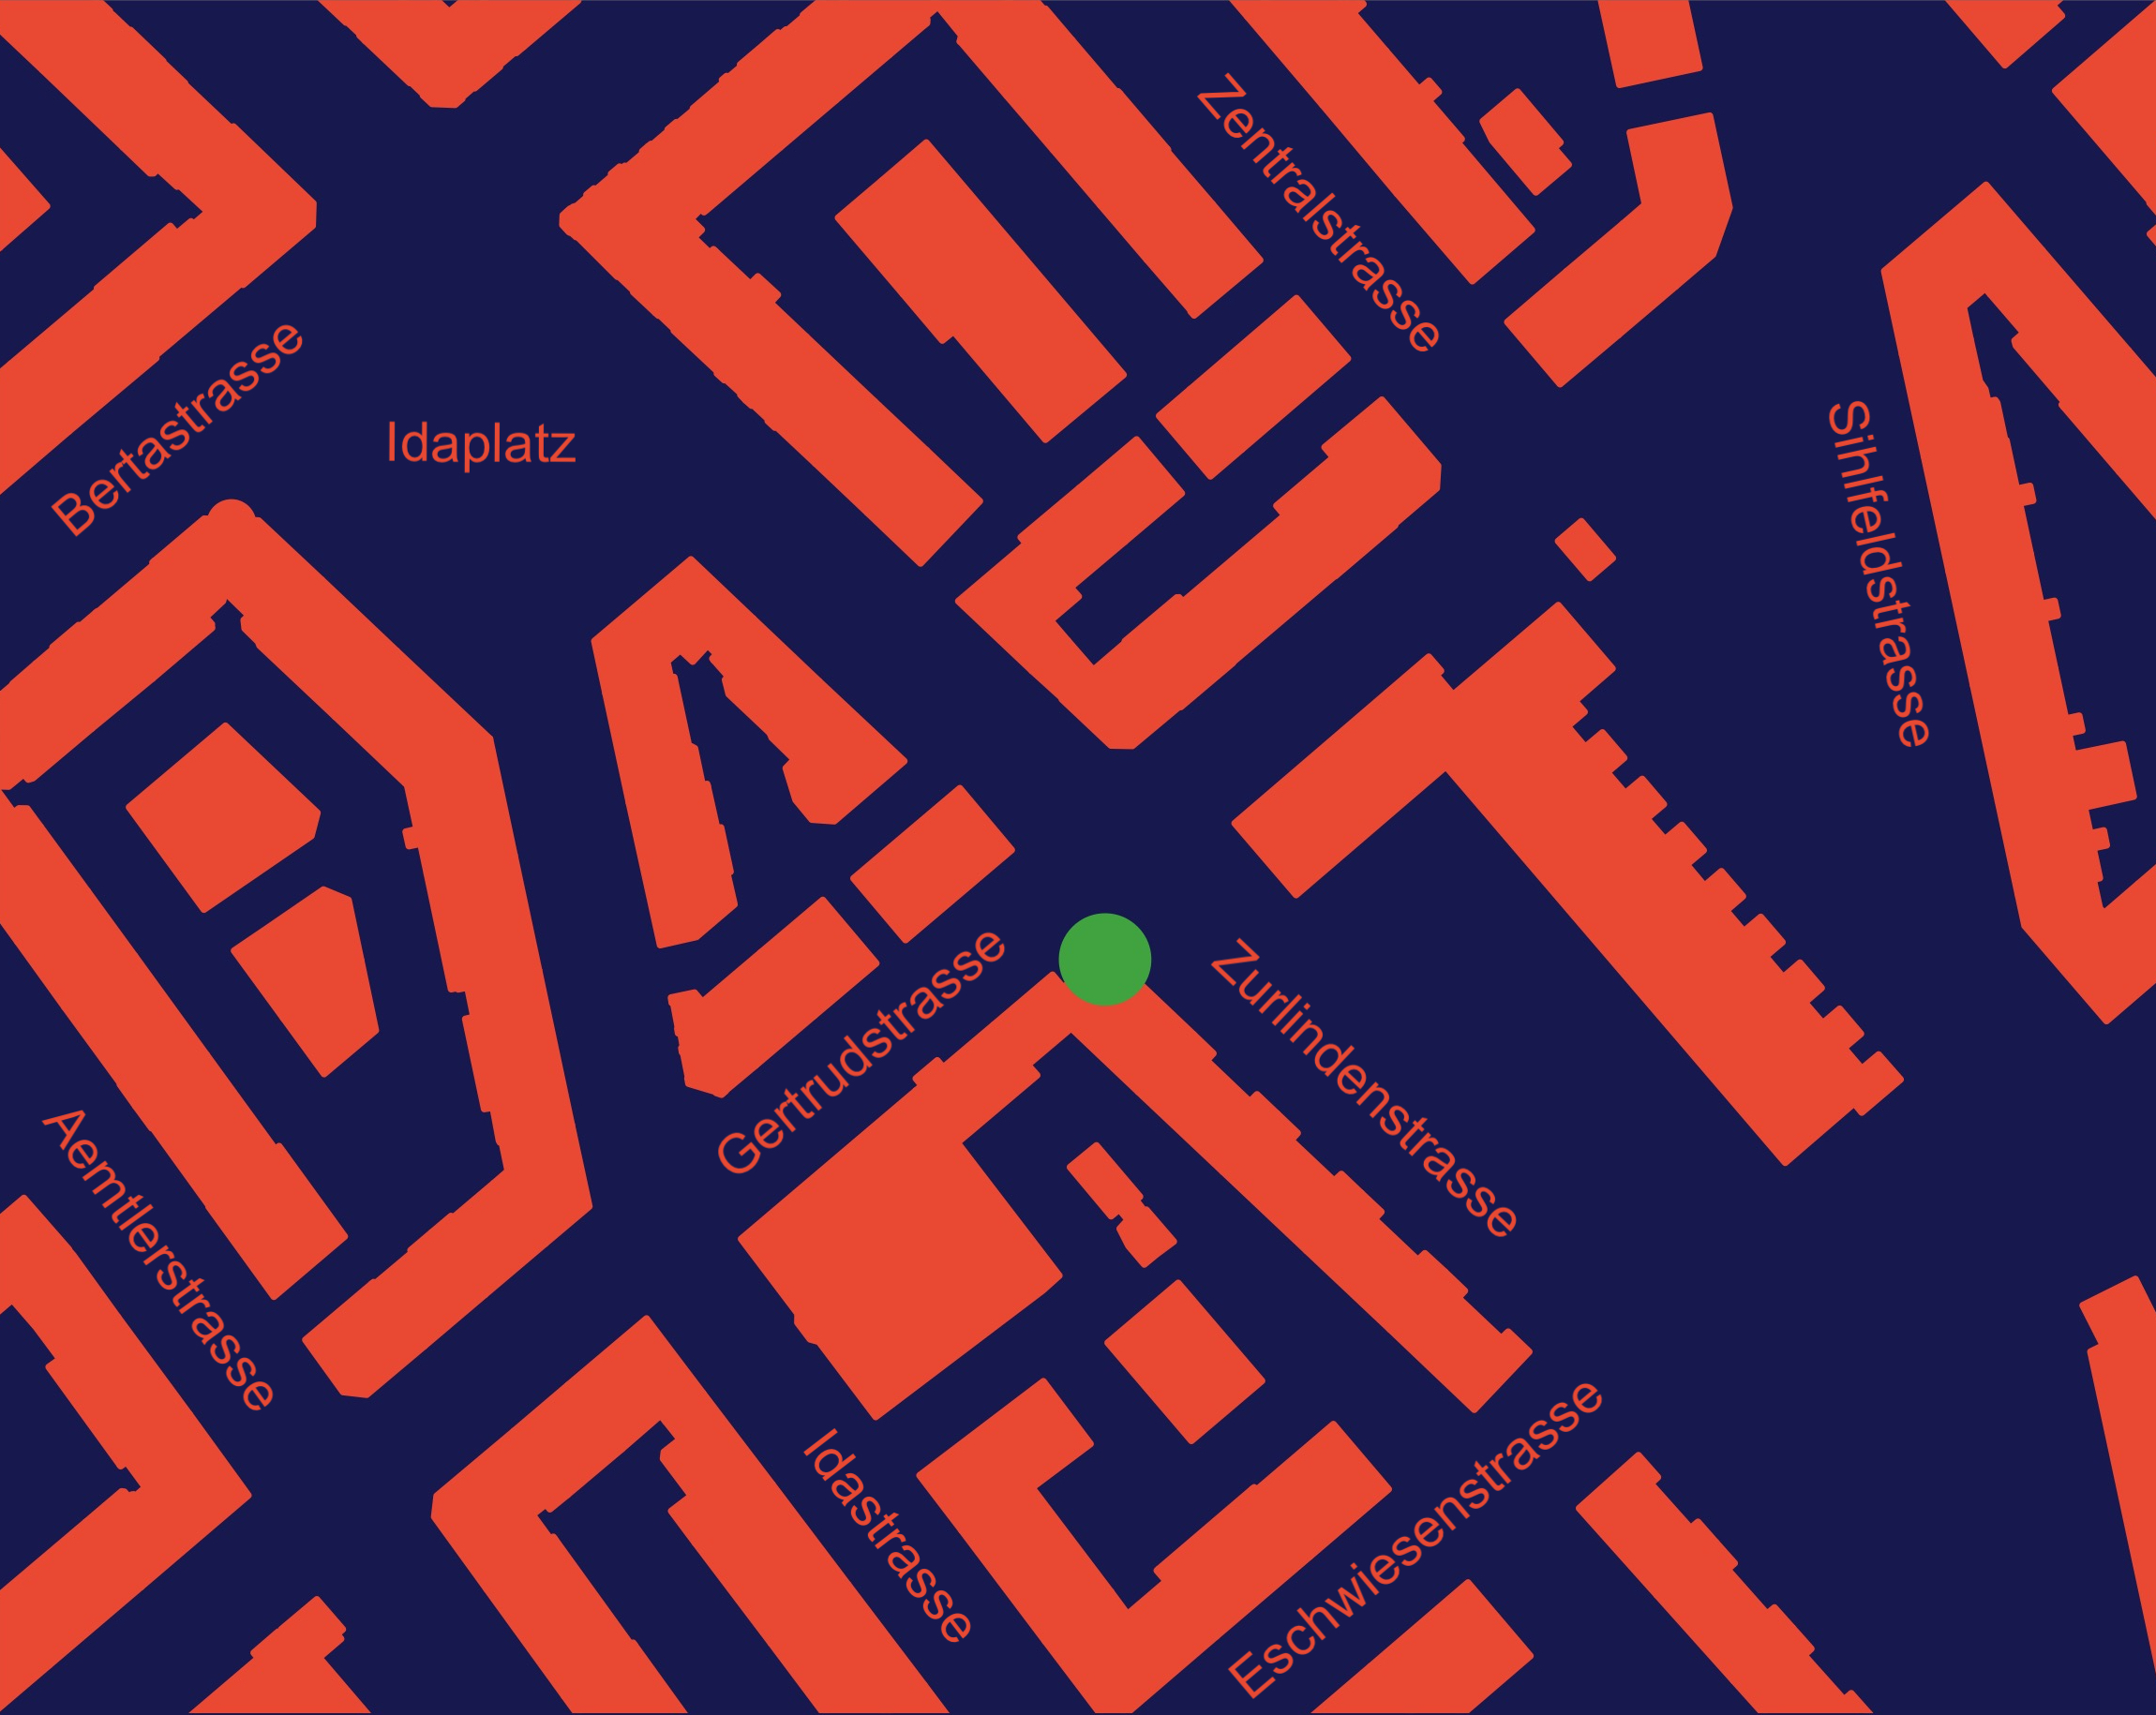 Zentralstrasse
Bertastrasse
Idaplatz
Sihlfeldstrasse
Gertrudstrasse
Zurlindenstrasse
Aemtlerstrasse
Idastrasse
Eschwiesenstrasse